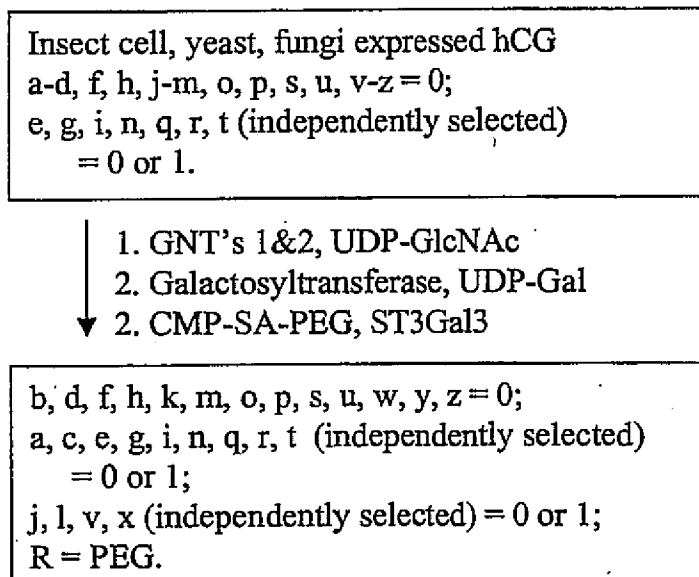 Insect cell, yeast, fungi expressed hCG
a-d, f, h, j-m, o, p, s, u, v-z = 0;
e, g, i, n, q, r, t (independently selected)
= 0 or 1.
1. GNT's 1&2, UDP-GlcNAc
2. Galactosyltransferase, UDP-Gal
2. CMP-SA-PEG, ST3Gal3
b, d, f, h, k, m, o, p, s, u, w, y, z = 0;
a, c, e, g, i, n, q, r, t (independently selected)
= 0 or 1;
j, l, v, x (independently selected) = 0 or 1;
R = PEG.